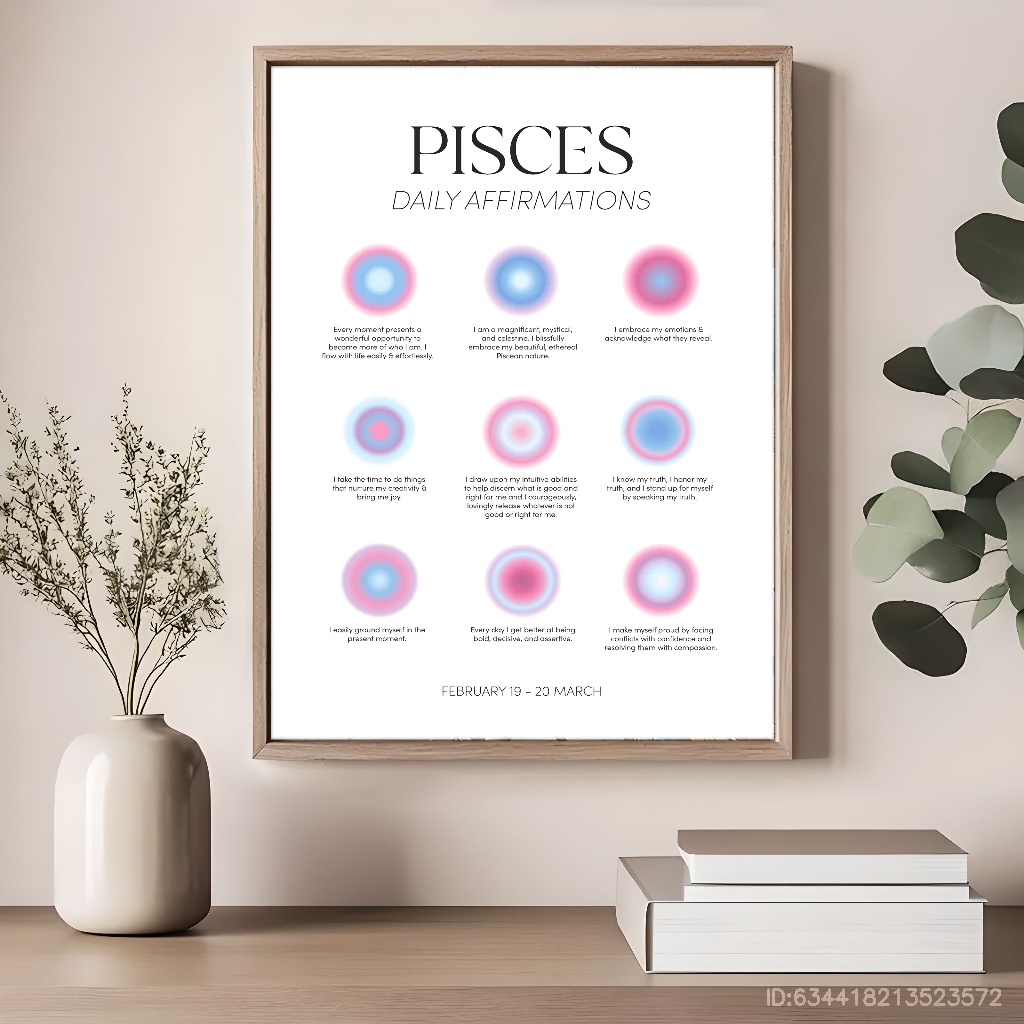 PISCES
DAILY AFFIRMATIONS
Every moment presents a
wonderful opportunity to
become more of who I am. I
flow with life easily & effortlessly.
I am a magnificent, mystical,
and celestine. I blissfully
embrace my beautiful, ethereal
Piscean nature.
I embrace my emotions &
acknowledge what they reveal.
I take the time to do things
that nurture my creativity &
bring me joy.
I draw upon my intuitive abilities
to help discern what is good and
right for me and I courageously,
lovingly release whatever is not
good or right for me.
I know my truth, I honor my
truth, and I stand up for myself
by speaking my truth.
I easily ground myself in the
present moment.
Every day I get better at being
bold, decisive, and assertive.
I make myself proud by facing
conflicts with confidence and
resolving them with compassion.
FEBRUARY 19 - 20 MARCH
ID:634418213523572